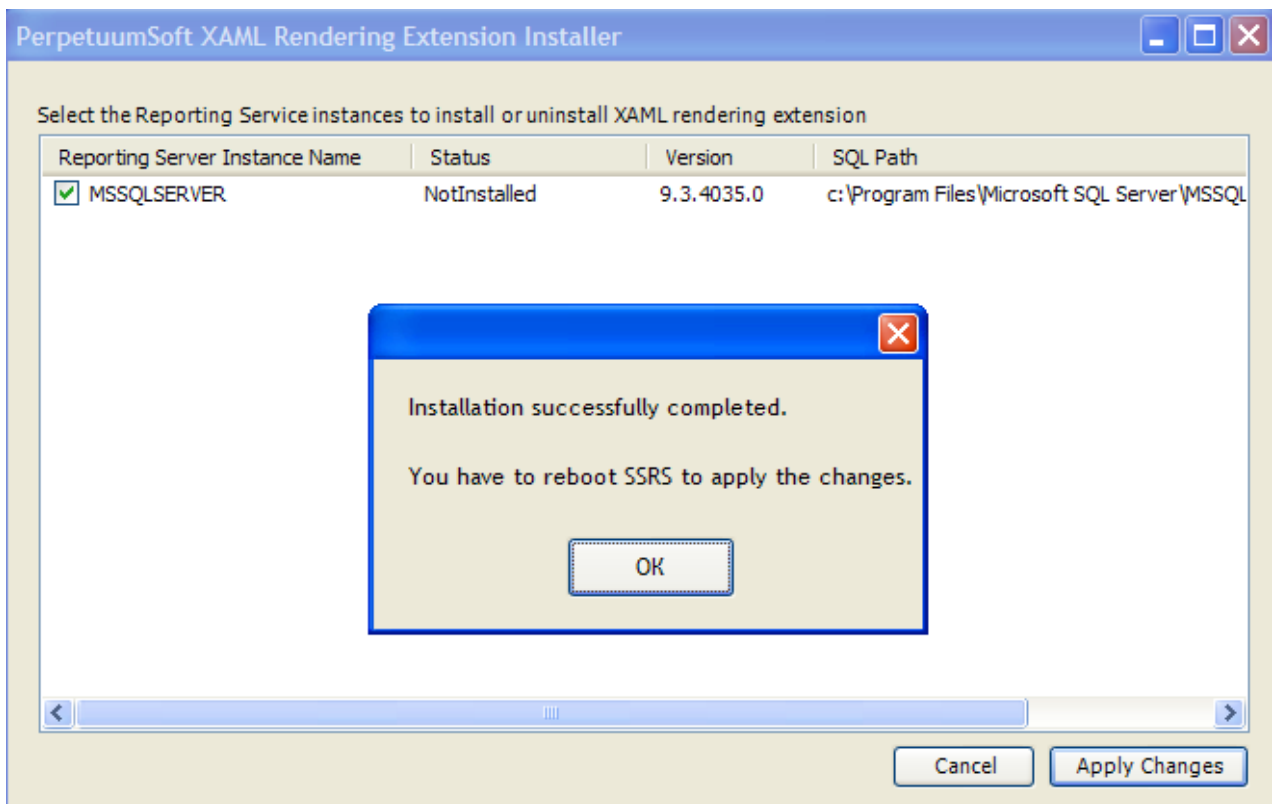 PerpetuumSoft XAML Rendering Extension Installer
Select the Reporting Service instances to install or uninstall XAML rendering extension
Reporting Server Instance Name Status Version SQL Path
MSSQLSERVER NotInstalled 9.3.4035.0 c:\Program Files\Microsoft SQL Server\MSSQL
Installation successfully completed.
You have to reboot SSRS to apply the changes.
OK
Cancel Apply Changes